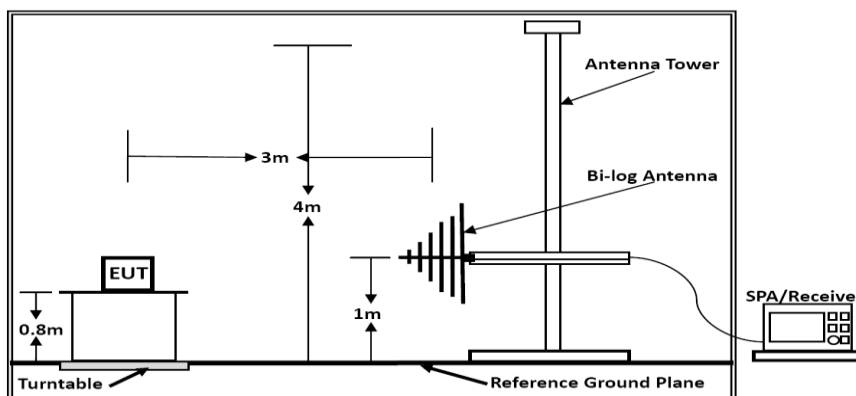 Antenna Tower
3m
Bi-log Antenna
4m
EUT
SPA/Receive
0.8m
1m
Turntable
Reference Ground Plane